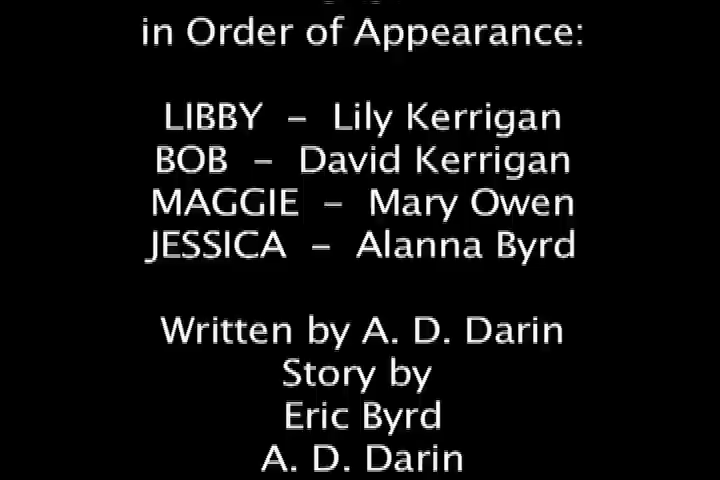 in Order of Appearance:
LIBBY – Lily Kerrigan
BOB – David Kerrigan
MAGGIE – Mary Owen
JESSICA – Alanna Byrd
Written by A. D. Darin
Story by
Eric Byrd
A. D. Darin